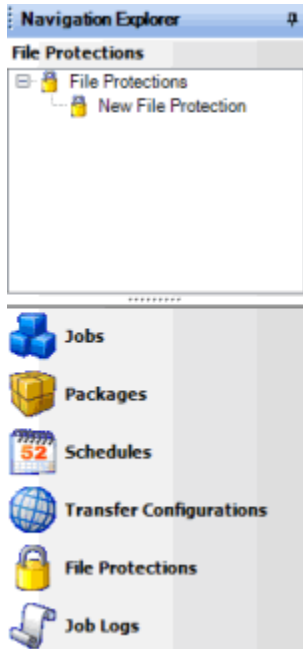 Navigation Explorer
File Protections
File Protections
New File Protection
Jobs
Packages
52
Schedules
Transfer Configurations
File Protections
Job Logs